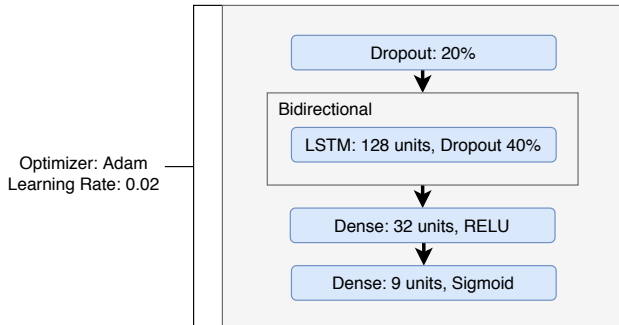 Dropout: 20%
Bidirectional
LSTM: 128 units, Dropout 40%
Optimizer: Adam
Learning Rate: 0.02
Dense: 32 units, RELU
Dense: 9 units, Sigmoid